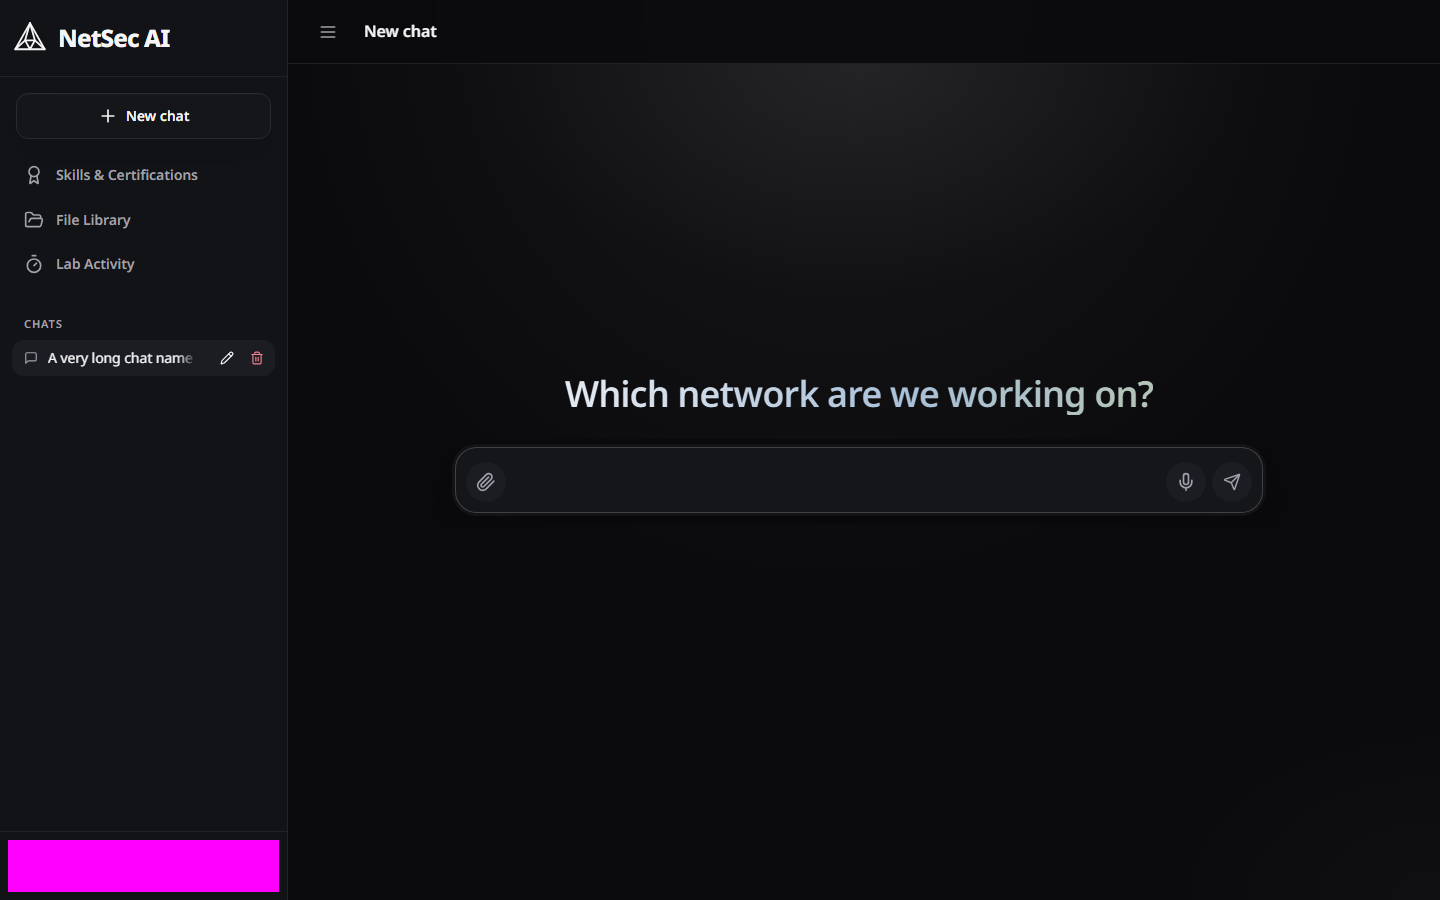 NetSec AI
New chat
Skills & Certifications
File Library
Lab Activity
CHATS
A very long chat name
New chat
Which network are we working on?